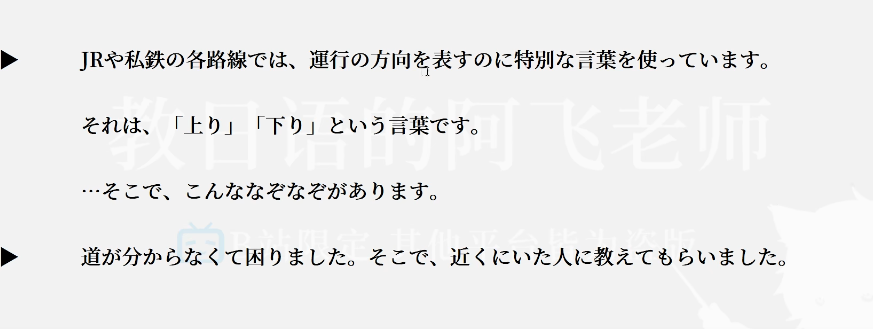 ▶ JRや私鉄の各路線では、運行の方向を表すのに特別な言葉を使っています。
それは、「上り」「下り」という言葉です。
…そこで、こんななぞなぞがあります。
▶ 道が分からなくて困りました。そこで、近くにいた人に教えてもらいました。
教日语的阿飞老师
B站限定 其他平台皆为盗版